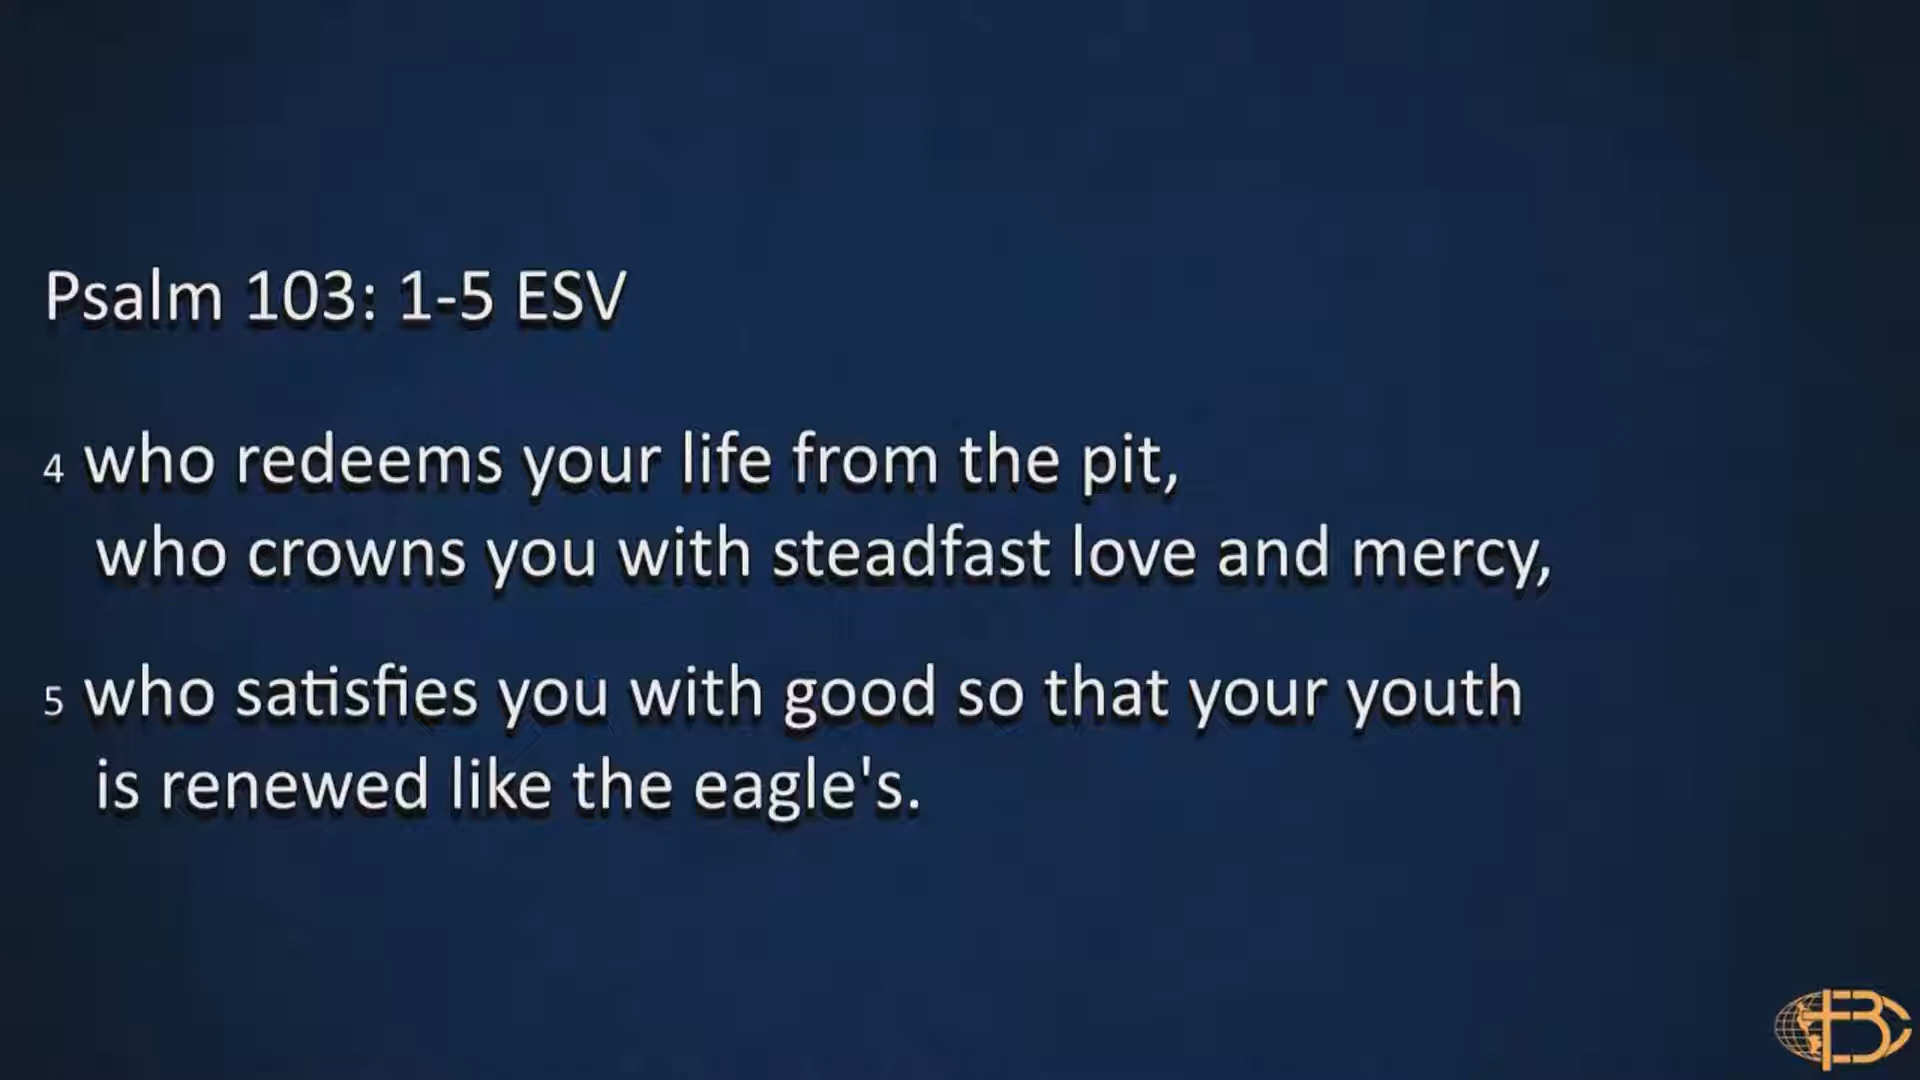 Psalm 103: 1-5 ESV
4 who redeems your life from the pit,
who crowns you with steadfast love and mercy,
5 who satisfies you with good so that your youth
is renewed like the eagle's.
FBC